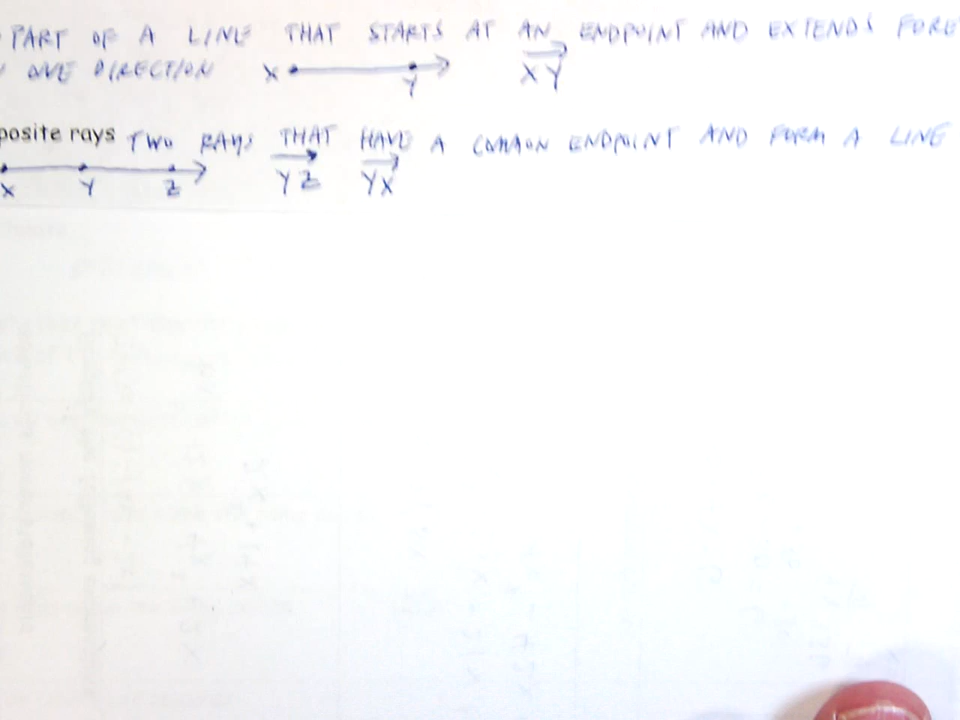 PART OF A LINE THAT STARTS AT AN ENDPOINT AND EXTENDS FORE
ONE DIRECTION X Y XY
posite rays TWO RAYS THAT HAVE A COMMON ENDPOINT AND FORM A LINE
X Y Z YZ YX